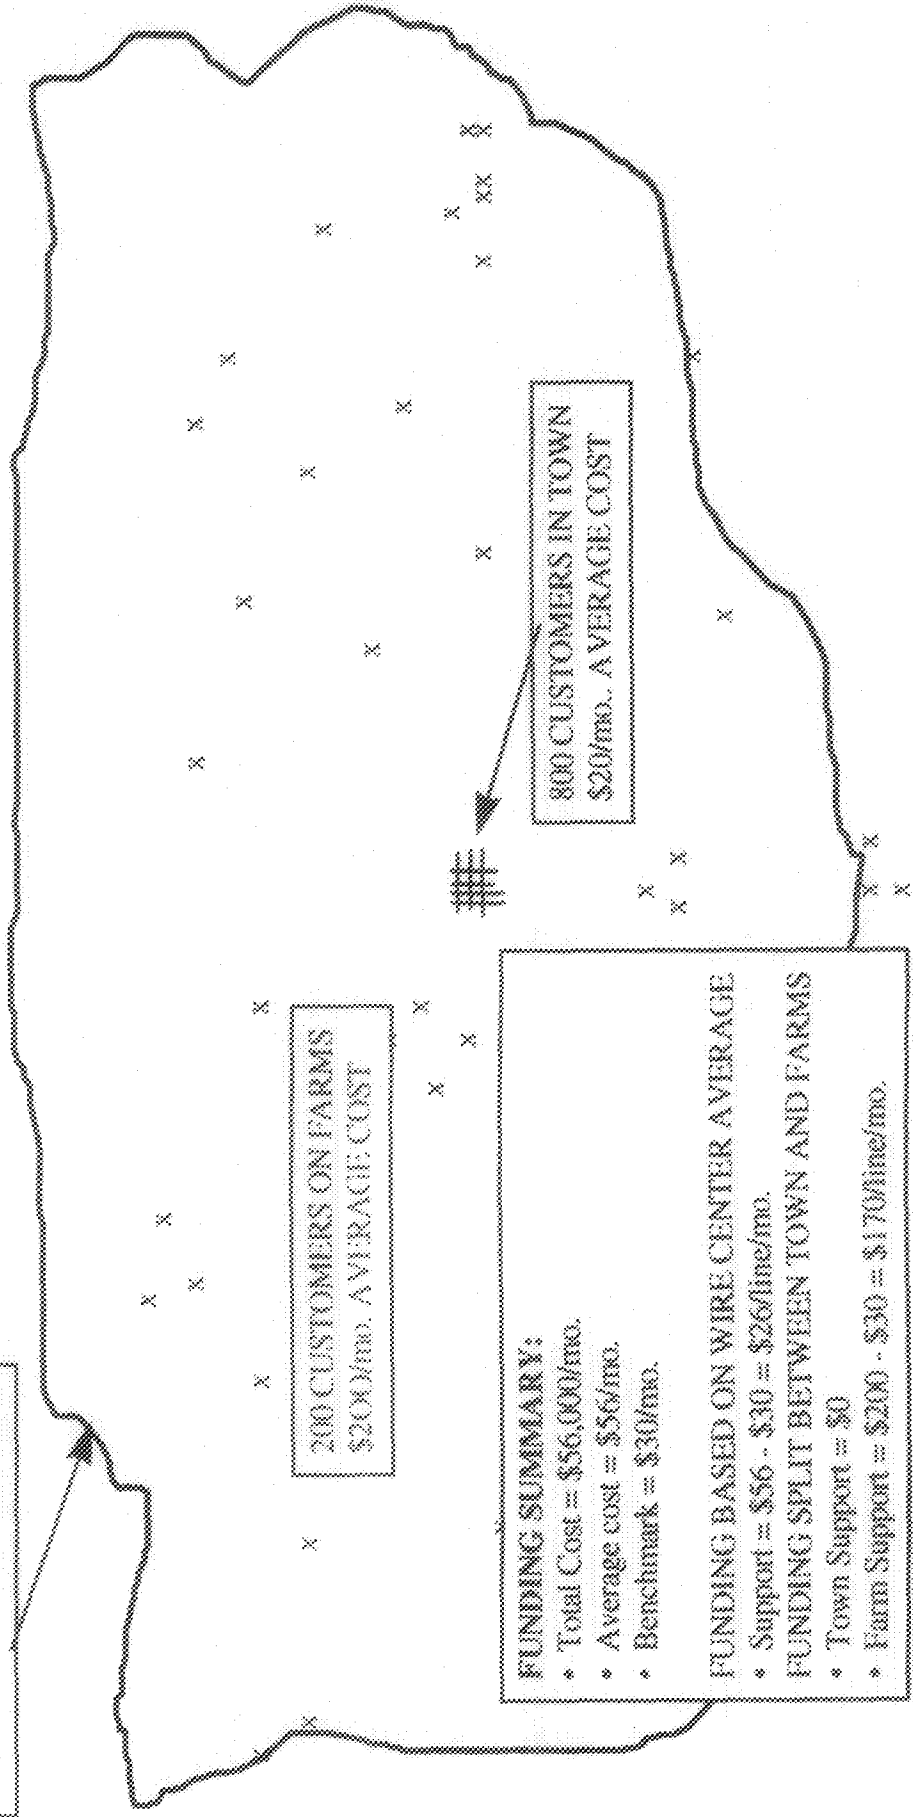 200 CUSTOMERS ON FARMS
$200/mo. AVERAGE COST
800 CUSTOMERS IN TOWN
$20/mo.. AVERAGE COST
FUNDING SUMMARY:
• Total Cost = $56,000/mo.
• Average cost = $56/mo.
• Benchmark = $30/mo.
FUNDING BASED ON WIRE CENTER AVERAGE
• Support = $56 - $30 = $26/line/mo.
FUNDING SPLIT BETWEEN TOWN AND FARMS
• Town Support = $0
• Farm Support = $200 - $30 = $170/line/mo.